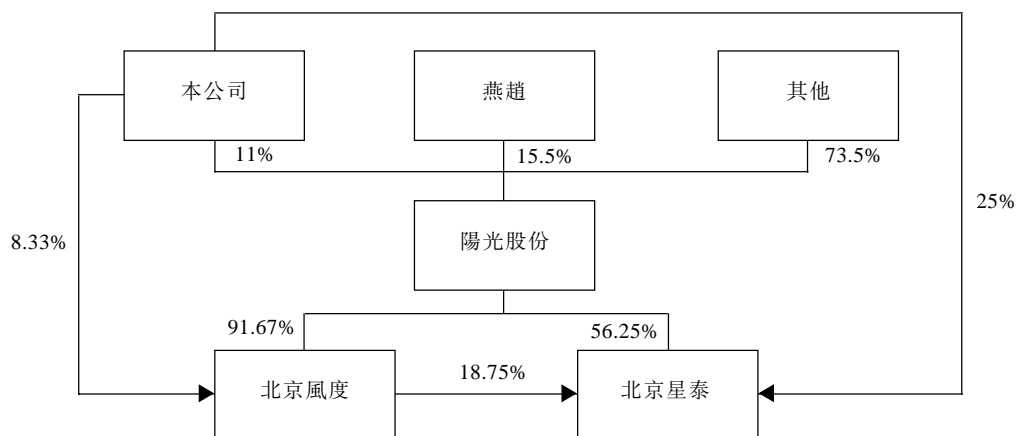 本公司
燕趙
其他
11%
15.5%
73.5%
25%
8.33%
陽光股份
91.67%
56.25%
北京風度
18.75%
北京星泰